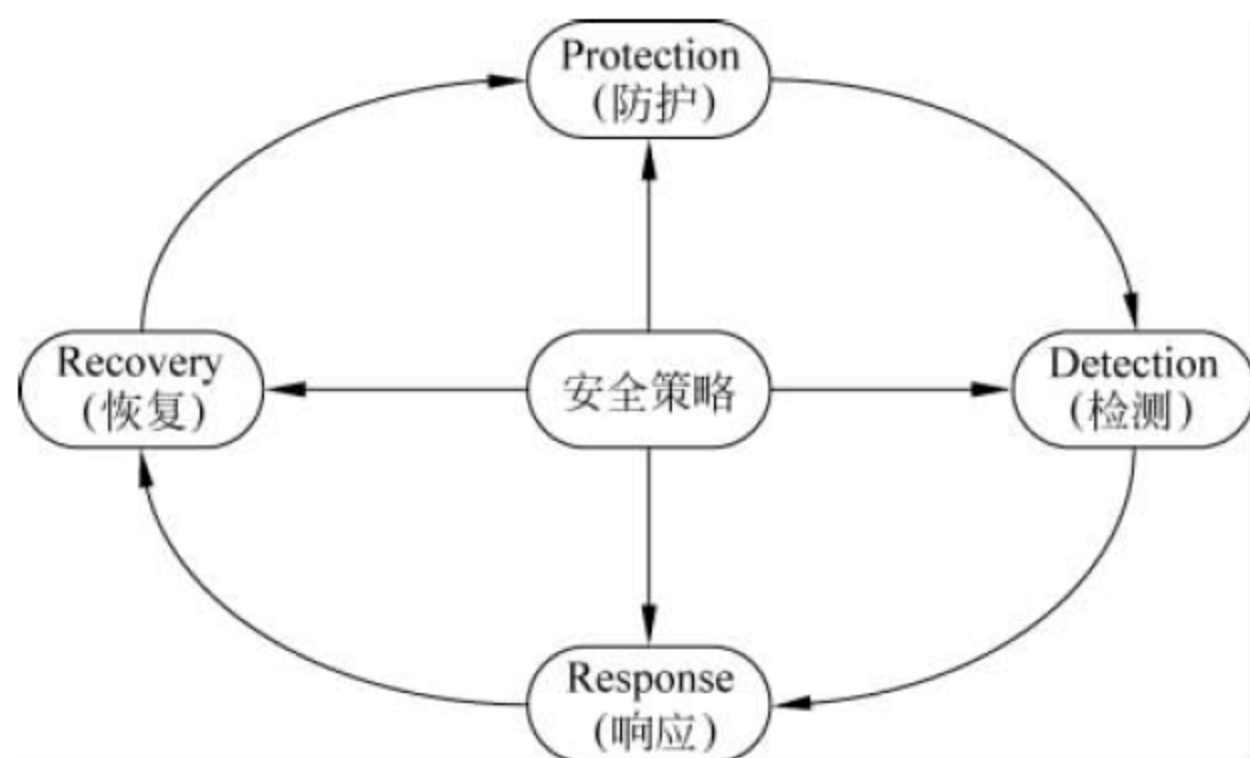 Protection
(防护)
Recovery
(恢复)
安全策略
Detection
(检测)
Response
(响应)